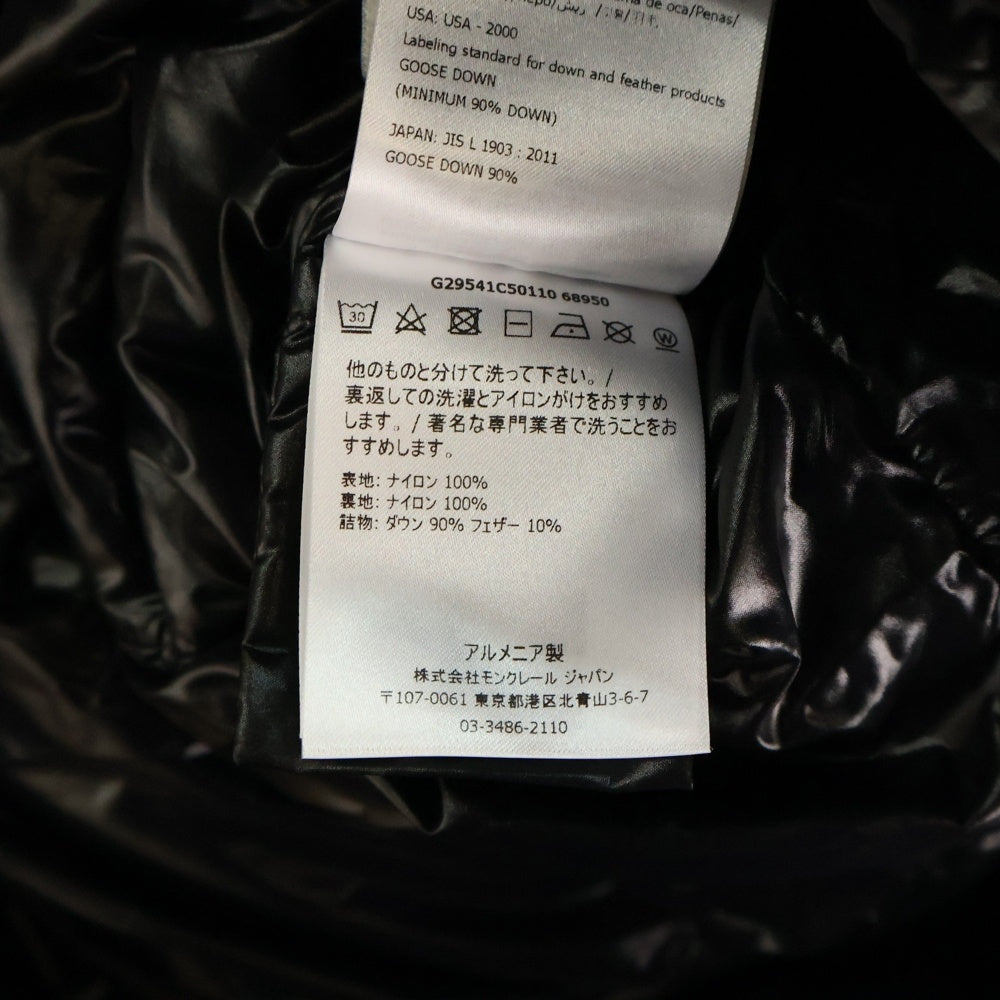 de oca/Penas/
USA: USA - 2000
Labeling standard for down and feather products
GOOSE DOWN
(MINIMUM 90% DOWN)
JAPAN: JIS L 1903 : 2011
GOOSE DOWN 90%
G29541C50110 68950
30
W
他のものと分けて洗って下さい。/
裏返しての洗濯とアイロンがけをおすすめ
します。/ 著名な専門業者で洗うことをお
すすめします。
表地: ナイロン 100%
裏地: ナイロン 100%
詰物: ダウン 90% フェザー 10%
アルメニア製
株式会社モンクレール ジャパン
〒107-0061 東京都港区北青山3-6-7
03-3486-2110